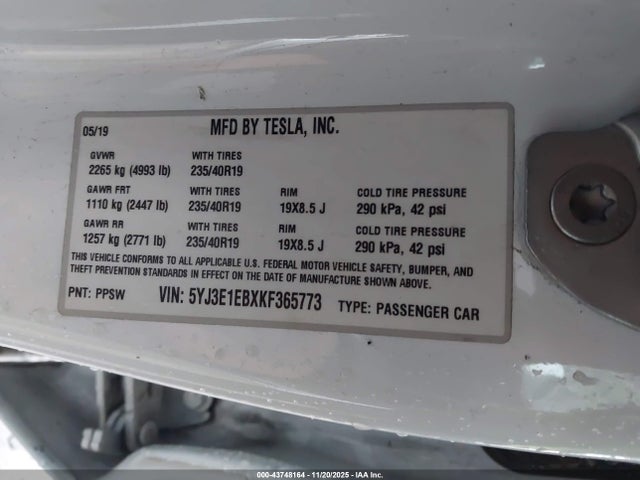 05/19 MFD BY TESLA, INC.
GVWR WITH TIRES
2265 kg (4993 lb) 235/40R19
GAWR FRT WITH TIRES RIM COLD TIRE PRESSURE
1110 kg (2447 lb) 235/40R19 19X8.5 J 290 kPa, 42 psi
GAWR RR WITH TIRES RIM COLD TIRE PRESSURE
1257 kg (2771 lb) 235/40R19 19X8.5 J 290 kPa, 42 psi
THIS VEHICLE CONFORMS TO ALL APPLICABLE U.S. FEDERAL MOTOR VEHICLE SAFETY, BUMPER, AND
THEFT PREVENTION STANDARDS IN EFFECT ON THE DATE OF MANUFACTURE SHOWN ABOVE.
PNT: PPSW VIN: 5YJ3E1EBXKF365773 TYPE: PASSENGER CAR
000-43748164 - 11/20/2025 - IAA Inc.